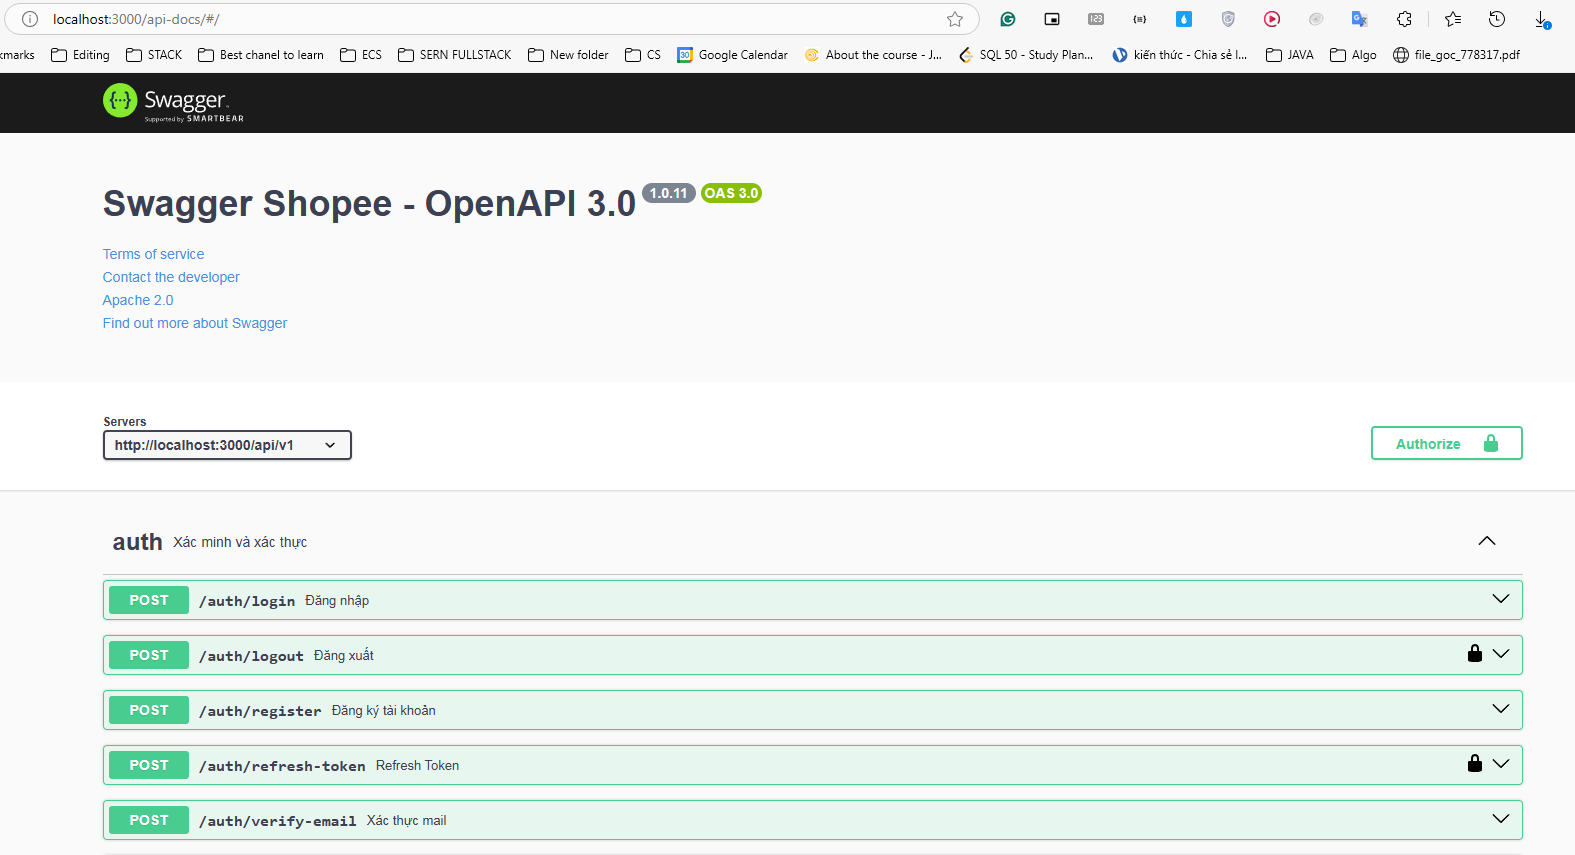 localhost:3000/api-docs/#/
kmarks Editing STACK Best chanel to learn ECS SERN FULLSTACK New folder CS Google Calendar About the course - J... SQL 50 - Study Plan... kiến thức - Chia sẻ l... JAVA Algo file_goc_778317.pdf
Swagger
Supported by SMARTBEAR
Swagger Shopee - OpenAPI 3.0 1.0.11 OAS 3.0
Terms of service
Contact the developer
Apache 2.0
Find out more about Swagger
Servers
http://localhost:3000/api/v1
Authorize
auth Xác minh và xác thực
POST /auth/login Đăng nhập
POST /auth/logout Đăng xuất
POST /auth/register Đăng ký tài khoản
POST /auth/refresh-token Refresh Token
POST /auth/verify-email Xác thực mail